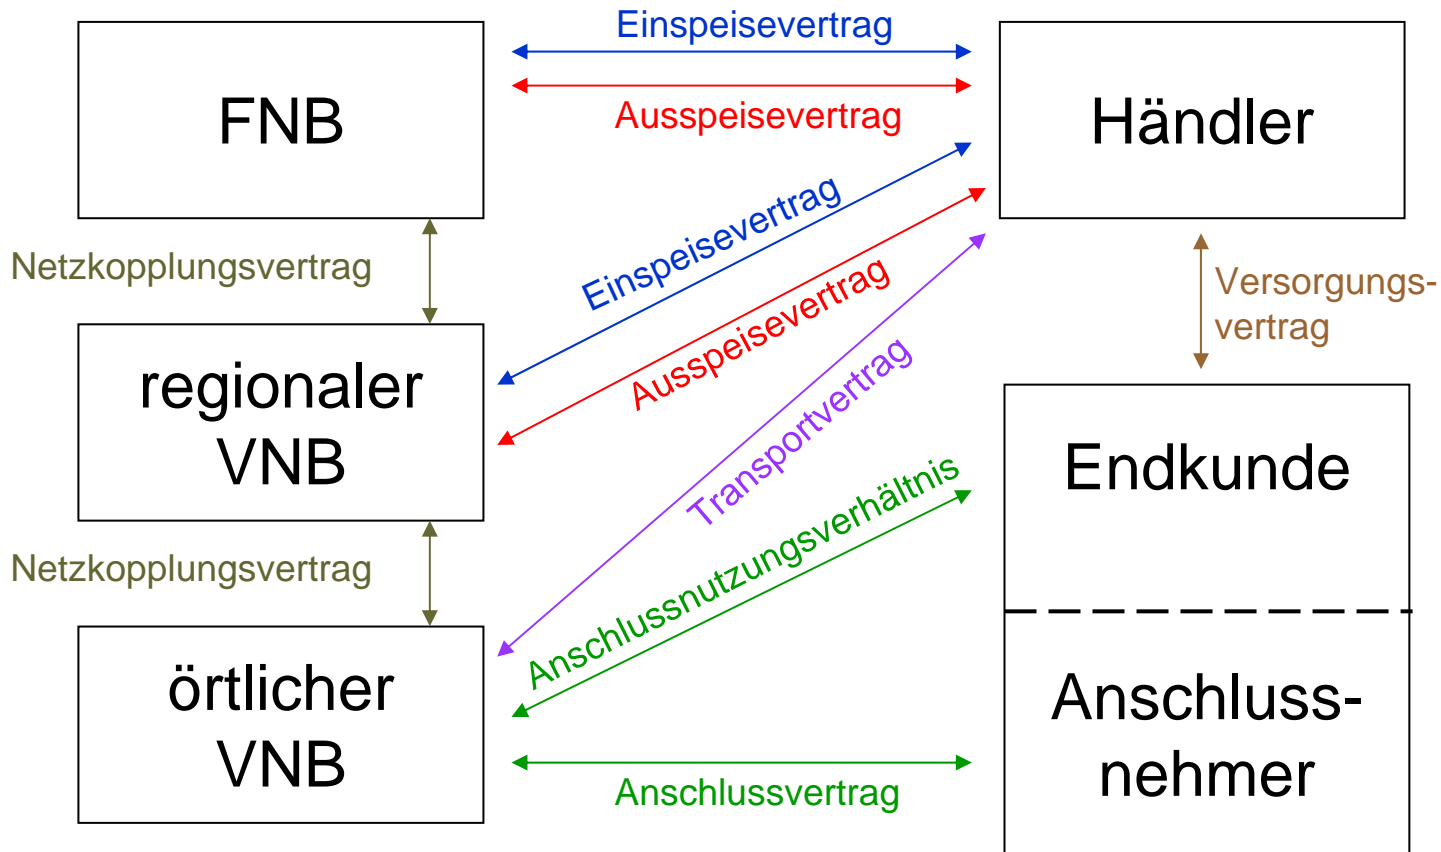 Einspeisevertrag
FNB
Händler
Ausspeisevertrag
Netzkopplungsvertrag
Einspeisevertrag
Ausspeisevertrag
Versorgungs-
vertrag
regionaler
VNB
Transportvertrag
Endkunde
Netzkopplungsvertrag
Anschlussnutzungsverhältnis
örtlicher
VNB
Anschluss-
nehmer
Anschlussvertrag